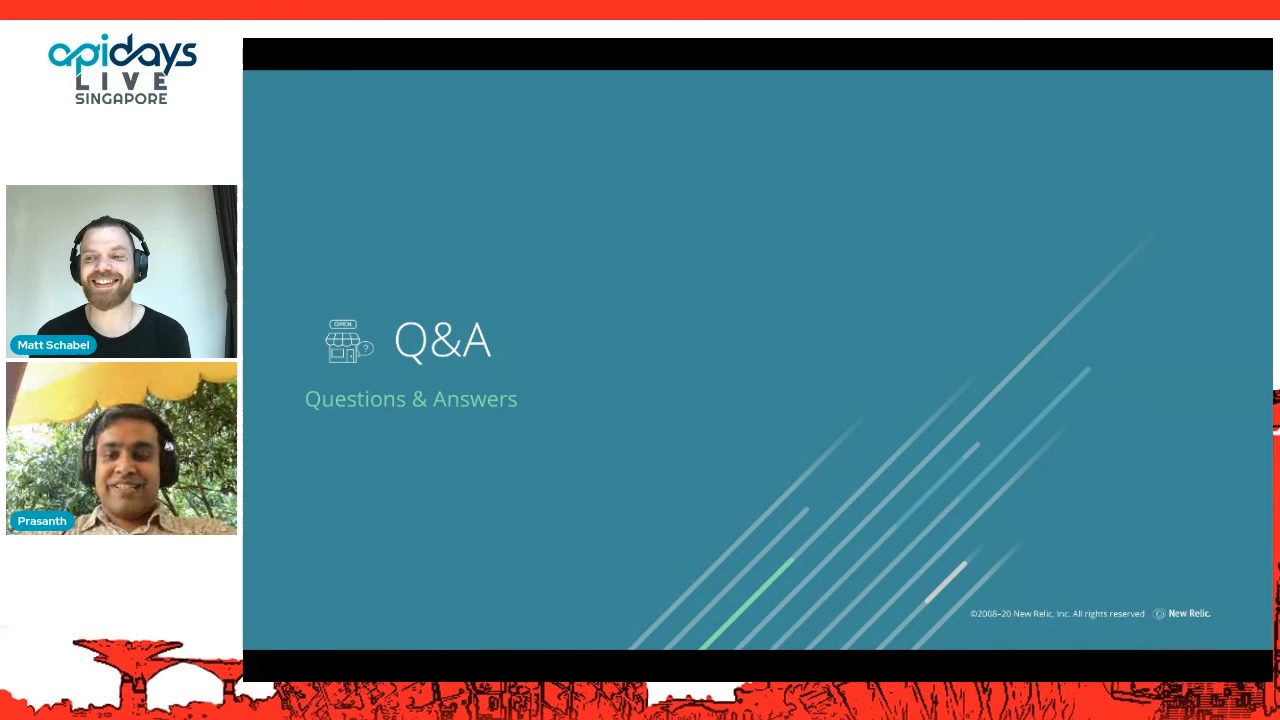 apidays
LIVE
SINGAPORE
Matt Schabel
Prasanth
OPEN
?
Q&A
Questions & Answers
©2008–20 New Relic, Inc. All rights reserved
New Relic.